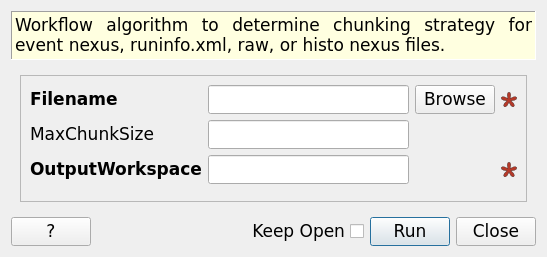 Workflow algorithm to determine chunking strategy for
event nexus, runinfo.xml, raw, or histo nexus files.
Filename
Browse
*
MaxChunkSize
OutputWorkspace
*
?
Keep Open
Run
Close